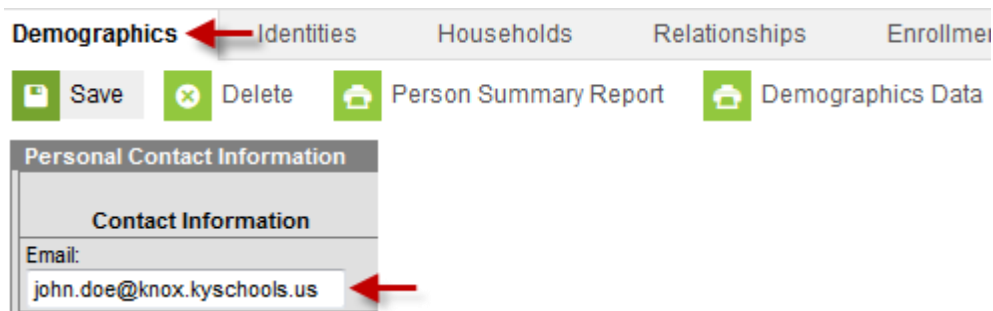 Demographics Identities Households Relationships Enrollmer
Save Delete Person Summary Report Demographics Data
Personal Contact Information
Contact Information
Email:
john.doe@knox.kyschools.us